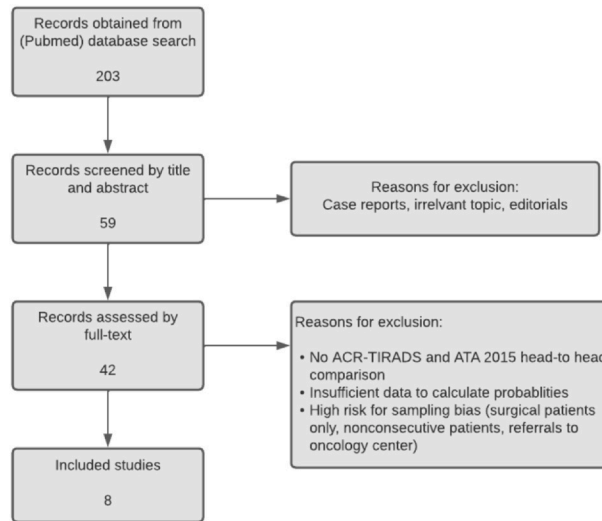 Records obtained from
(Pubmed) database search
203
Records screened by title
and abstract
59
Reasons for exclusion:
Case reports, irrelvant topic, editorials
Records assessed by
full-text
42
Reasons for exclusion:
• No ACR-TIRADS and ATA 2015 head-to head
comparison
• Insufficient data to calculate probablities
• High risk for sampling bias (surgical patients
only, nonconsecutive patients, referrals to
oncology center)
Included studies
8